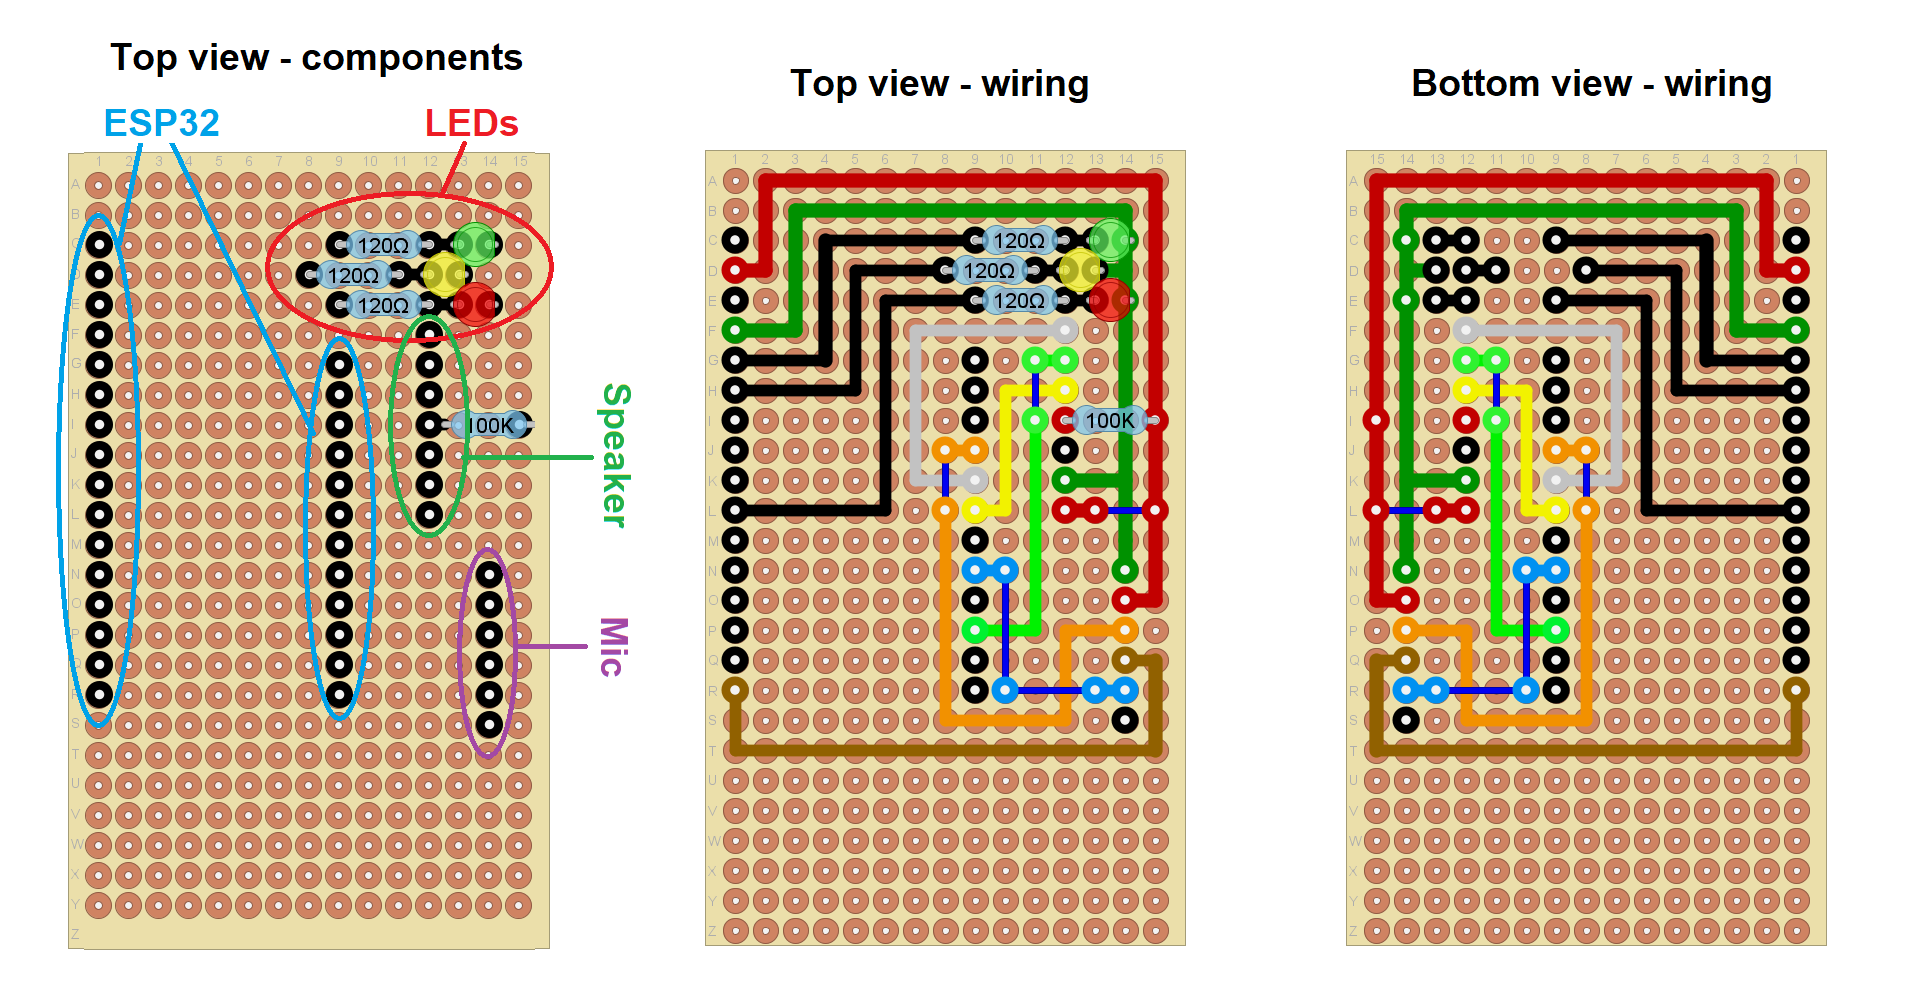 Top view - components
Top view - wiring
Bottom view - wiring
ESP32
LEDs
1 2 3 4 5 6 7 8 9 10 11 12 13 14 15
A
B
C
D
E
F
G
H
I
J
K
L
M
N
O
P
Q
R
S
T
U
V
W
X
Y
Z
120Ω
120Ω
120Ω
100K
Speaker
Mic
1 2 3 4 5 6 7 8 9 10 11 12 13 14 15
A
B
C
D
E
F
G
H
I
J
K
L
M
N
O
P
Q
R
S
T
U
V
W
X
Y
Z
120Ω
120Ω
120Ω
100K
15 14 13 12 11 10 9 8 7 6 5 4 3 2 1
A
B
C
D
E
F
G
H
I
J
K
L
M
N
O
P
Q
R
S
T
U
V
W
X
Y
Z